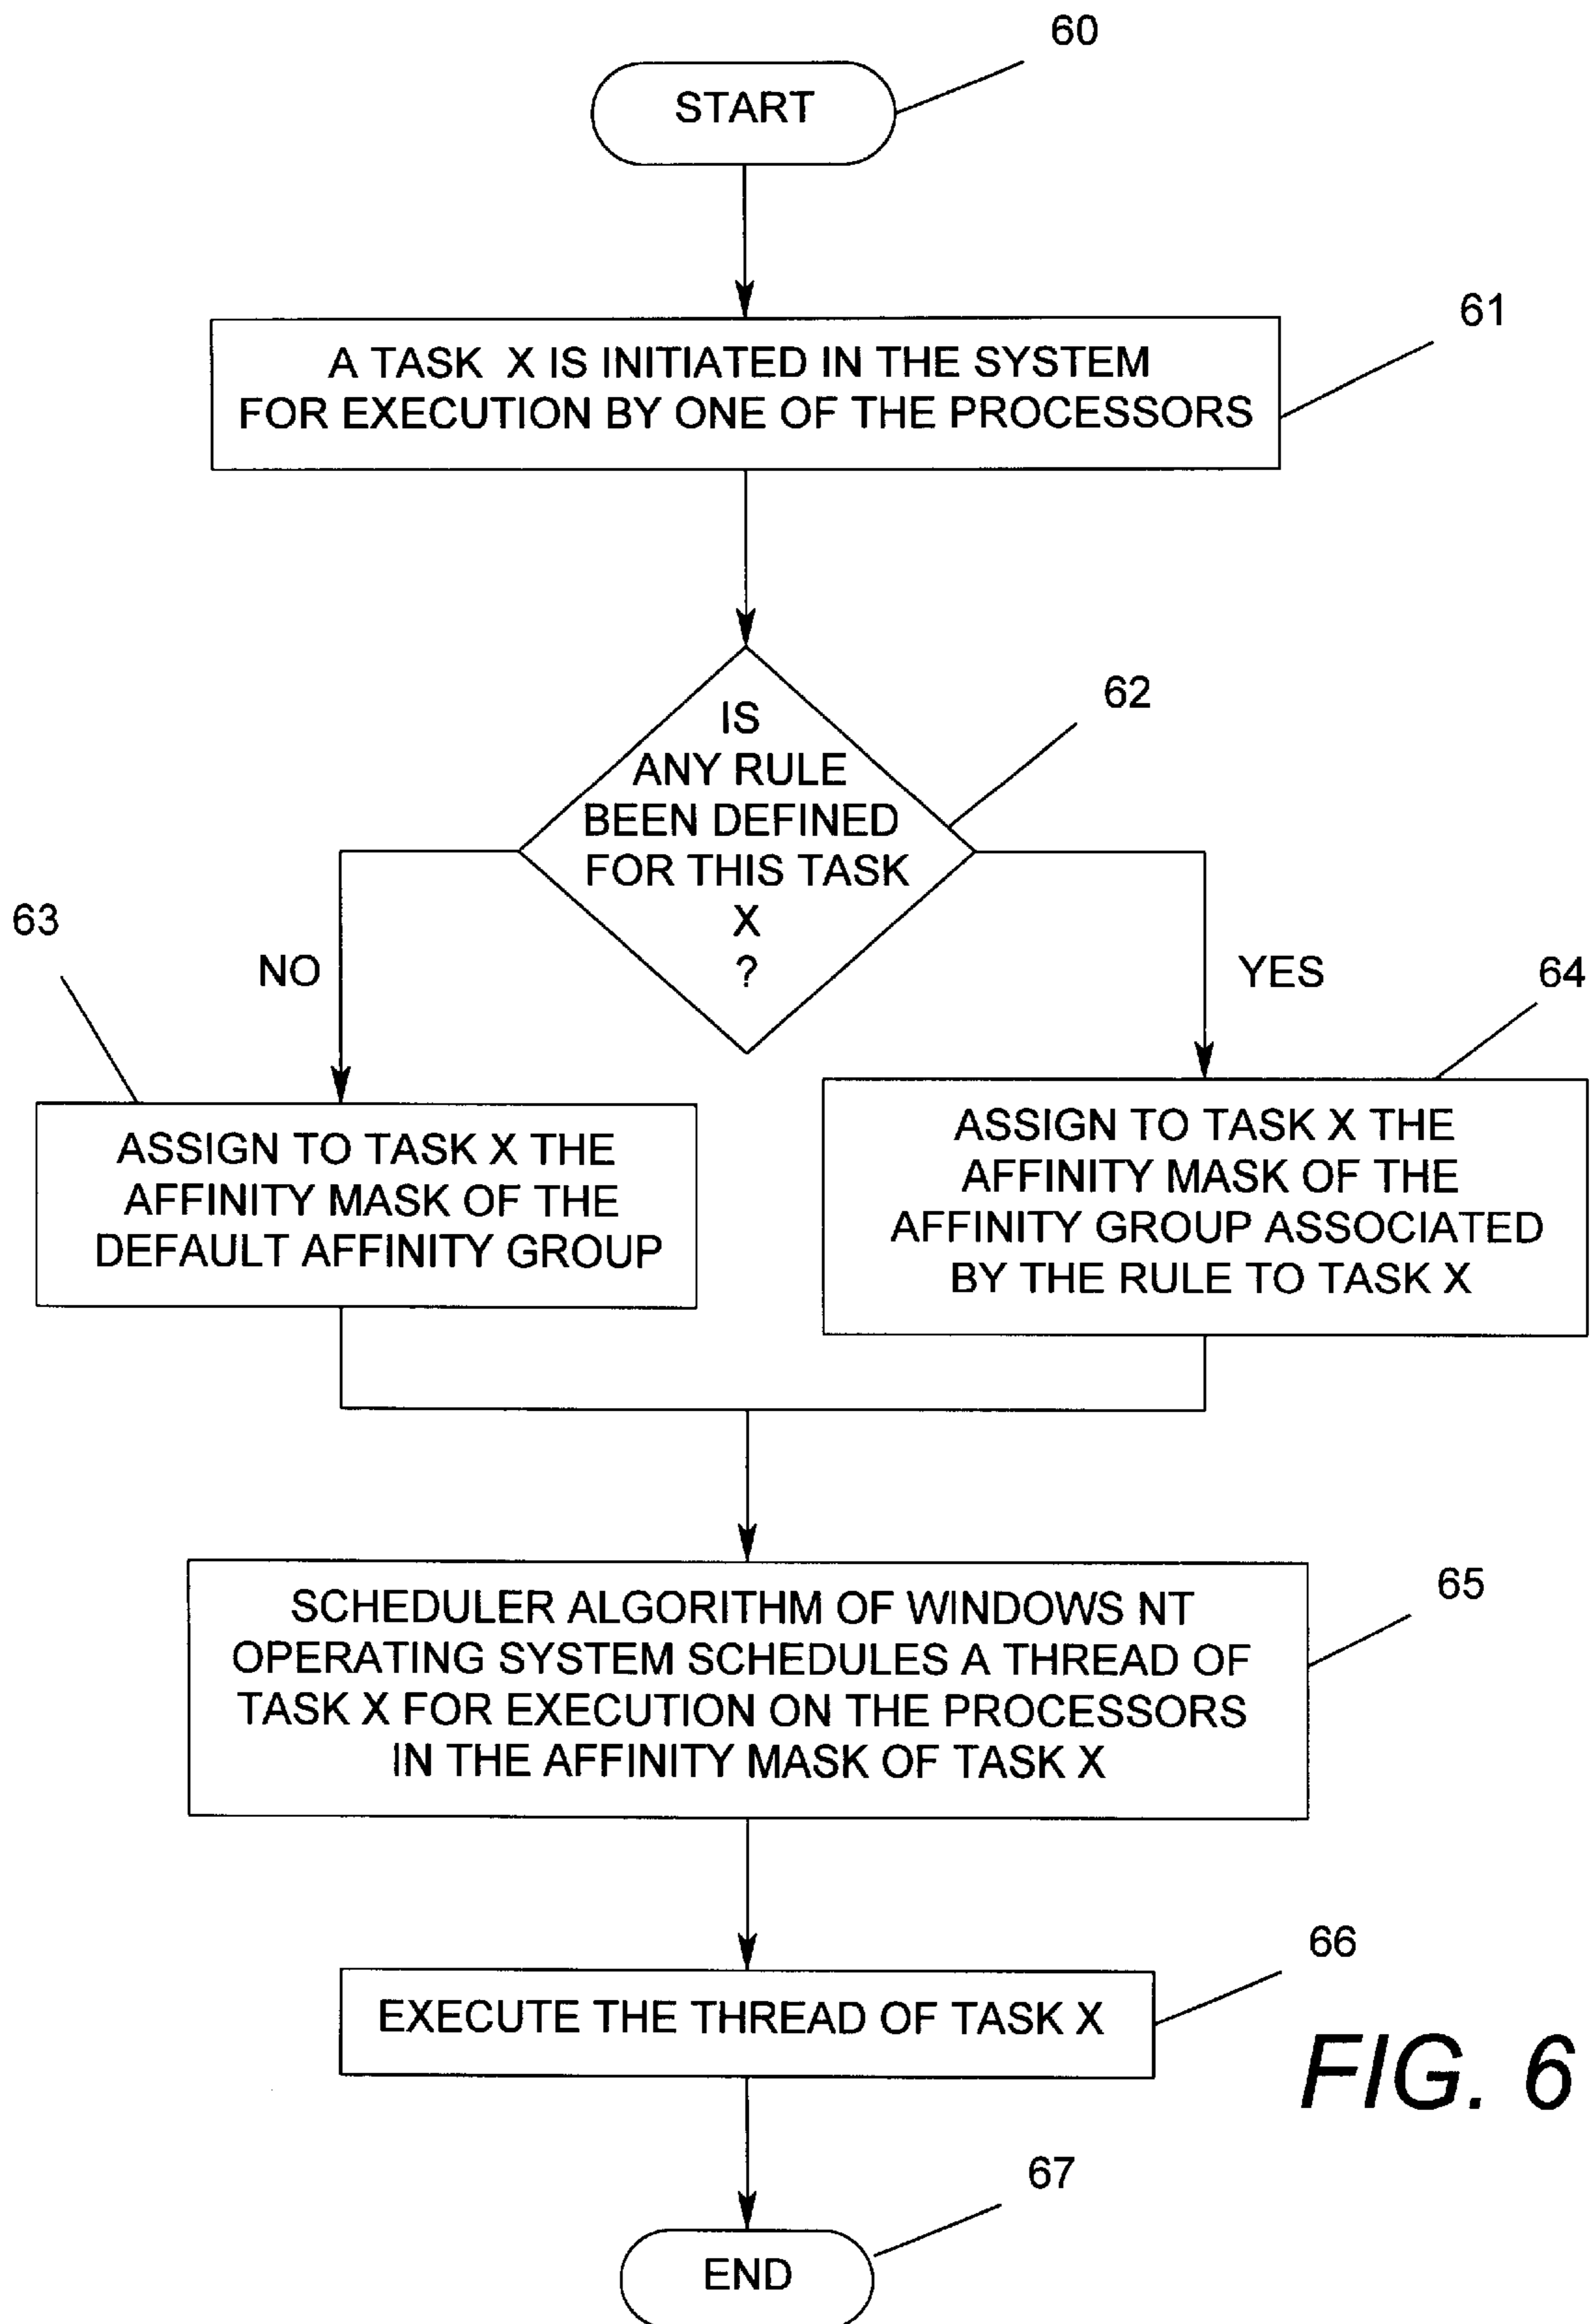 60
START
61
A TASK X IS INITIATED IN THE SYSTEM
FOR EXECUTION BY ONE OF THE PROCESSORS
62
IS
ANY RULE
BEEN DEFINED
FOR THIS TASK
X
?
63
NO
YES
64
ASSIGN TO TASK X THE
AFFINITY MASK OF THE
DEFAULT AFFINITY GROUP
ASSIGN TO TASK X THE
AFFINITY MASK OF THE
AFFINITY GROUP ASSOCIATED
BY THE RULE TO TASK X
65
SCHEDULER ALGORITHM OF WINDOWS NT
OPERATING SYSTEM SCHEDULES A THREAD OF
TASK X FOR EXECUTION ON THE PROCESSORS
IN THE AFFINITY MASK OF TASK X
66
EXECUTE THE THREAD OF TASK X
FIG. 6
67
END